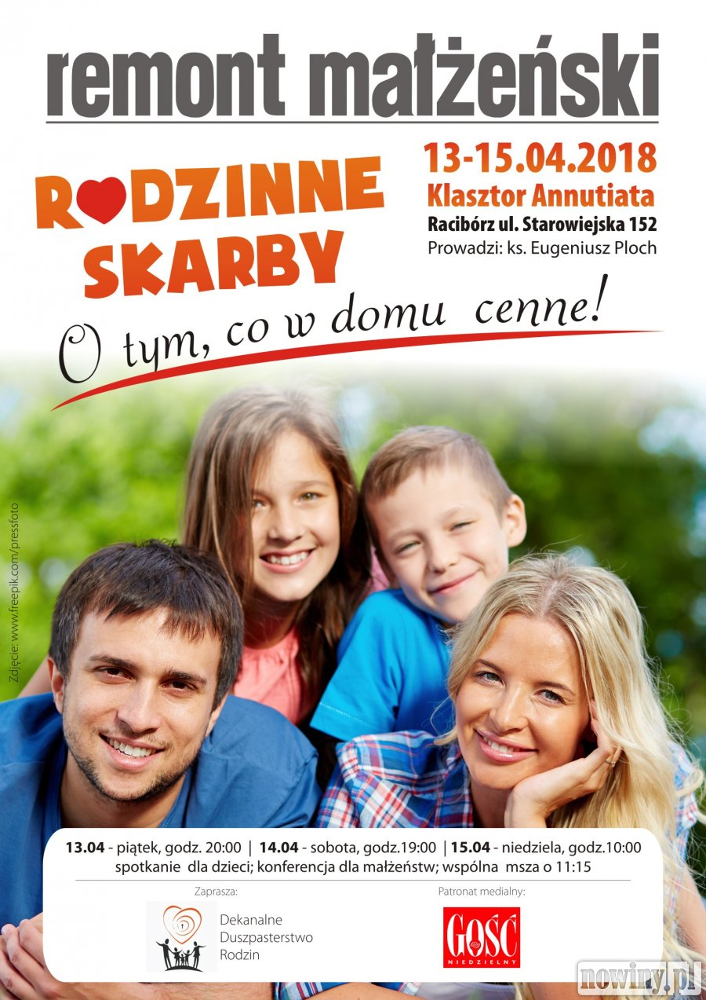 remont małżeński
13-15.04.2018
Klasztor Annutiata
Racibórz ul. Starowiejska 152
Prowadzi: ks. Eugeniusz Ploch
RODZINNE
SKARBY
O tym, co w domu cenne!
Zdjęcie: www.freepik.com/pressfoto
13.04 - piątek, godz. 20:00 | 14.04 - sobota, godz.19:00 | 15.04 - niedziela, godz.10:00
spotkanie dla dzieci; konferencja dla małżeństw; wspólna msza o 11:15
Zaprasza:
Dekanalne
Duszpasterstwo
Rodzin
Patronat medialny:
GOŚĆ
NIEDZIELNY
nowiny.pl